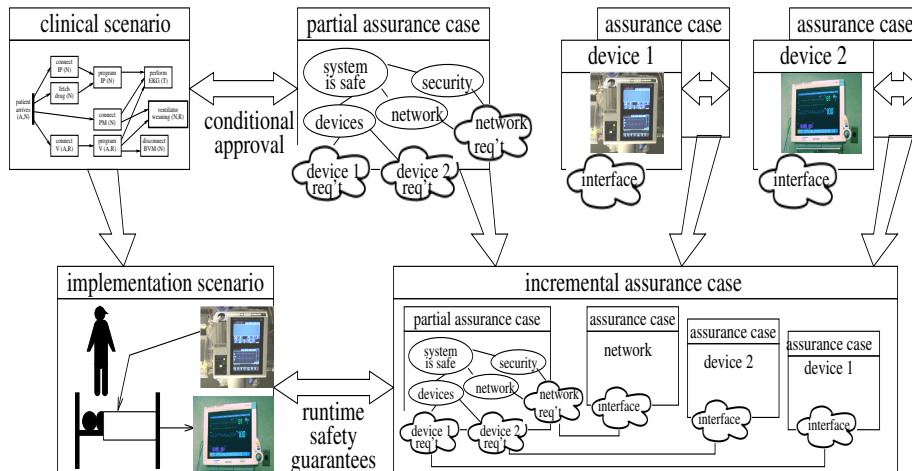 clinical scenario
connect
IP (N)
program
IP (N)
perform
EKG (T)
fetch
drug (N)
patient
arrives
(A,N)
connect
PM (N)
ventilator
weaning (N,R)
connect
V (A,R)
program
V (A,R)
disconnect
BVM (N)
conditional
approval
partial assurance case
system
is safe
security
devices
network
network
req't
device 1
req't
device 2
req't
assurance case
device 1
interface
assurance case
device 2
interface
implementation scenario
runtime
safety
guarantees
incremental assurance case
partial assurance case
system
is safe
security
devices
network
network
req't
device 1
req't
device 2
req't
assurance case
network
interface
assurance case
device 2
interface
assurance case
device 1
interface